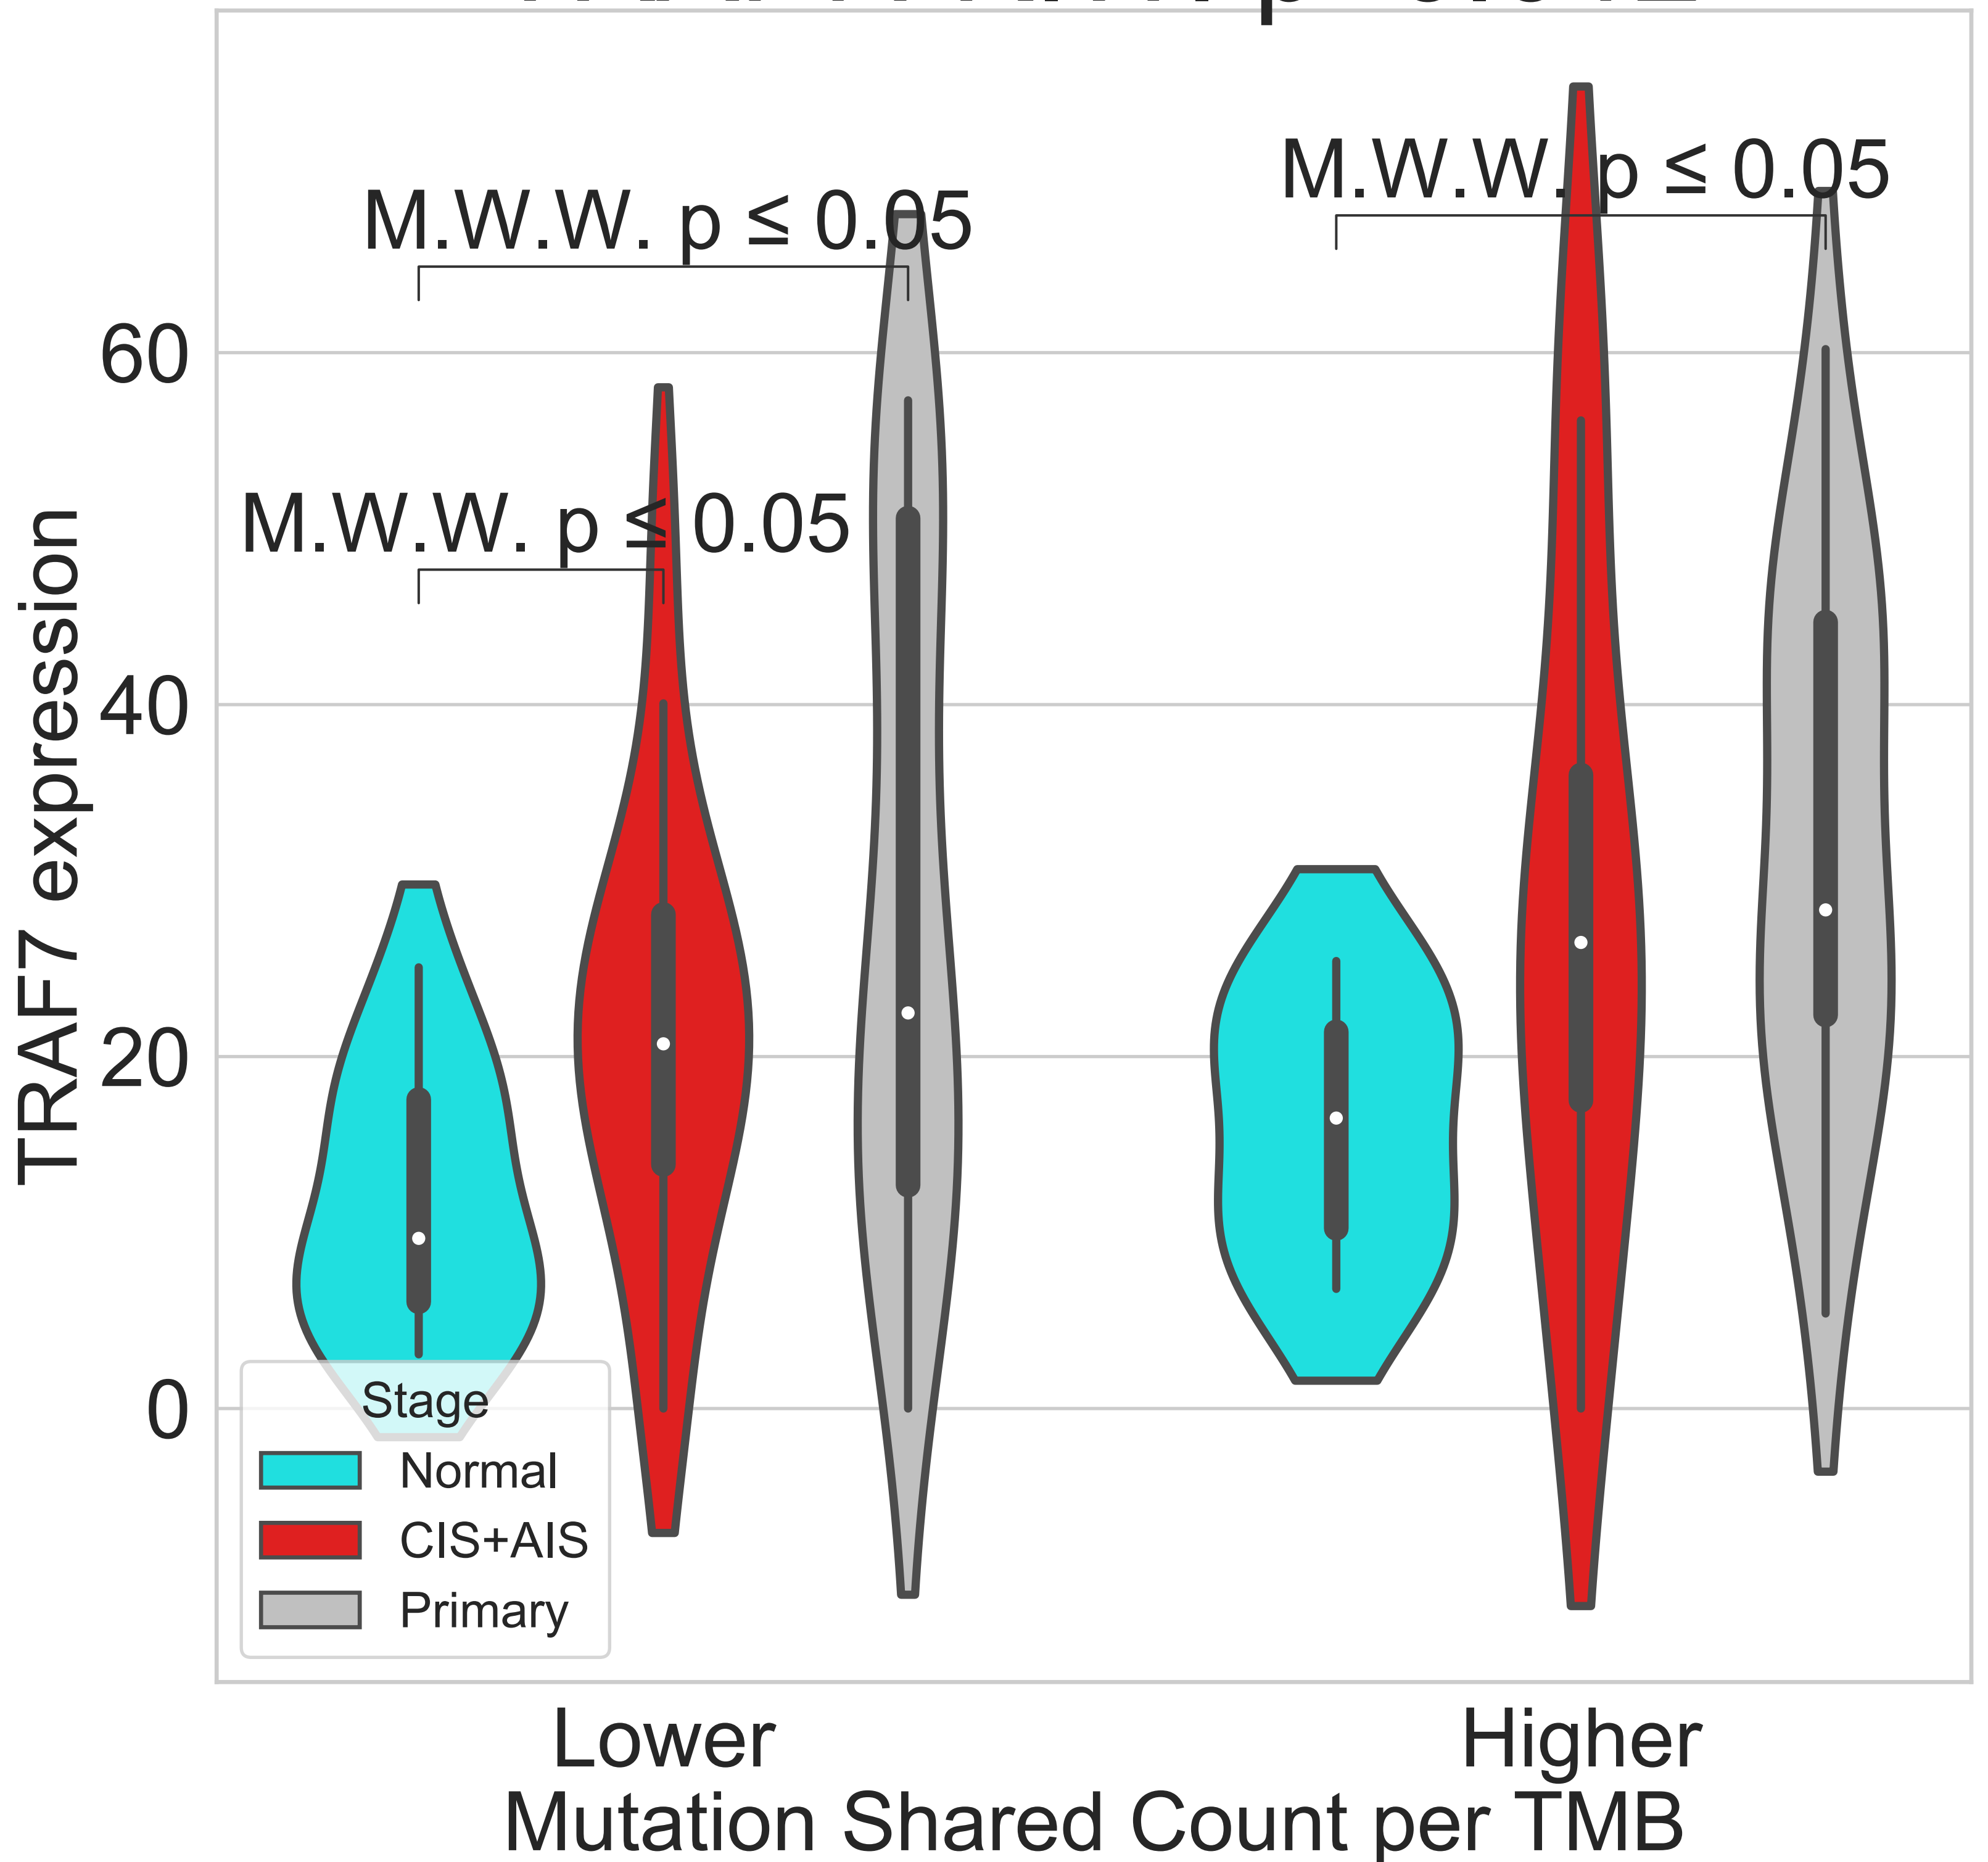 M.W.W. p ≤ 0.05
M.W.W. p ≤ 0.05
M.W.W. p ≤ 0.05
60
40
20
0
TRAF7 expression
Stage
Normal
CIS+AIS
Primary
Lower
Higher
Mutation Shared Count per TMB